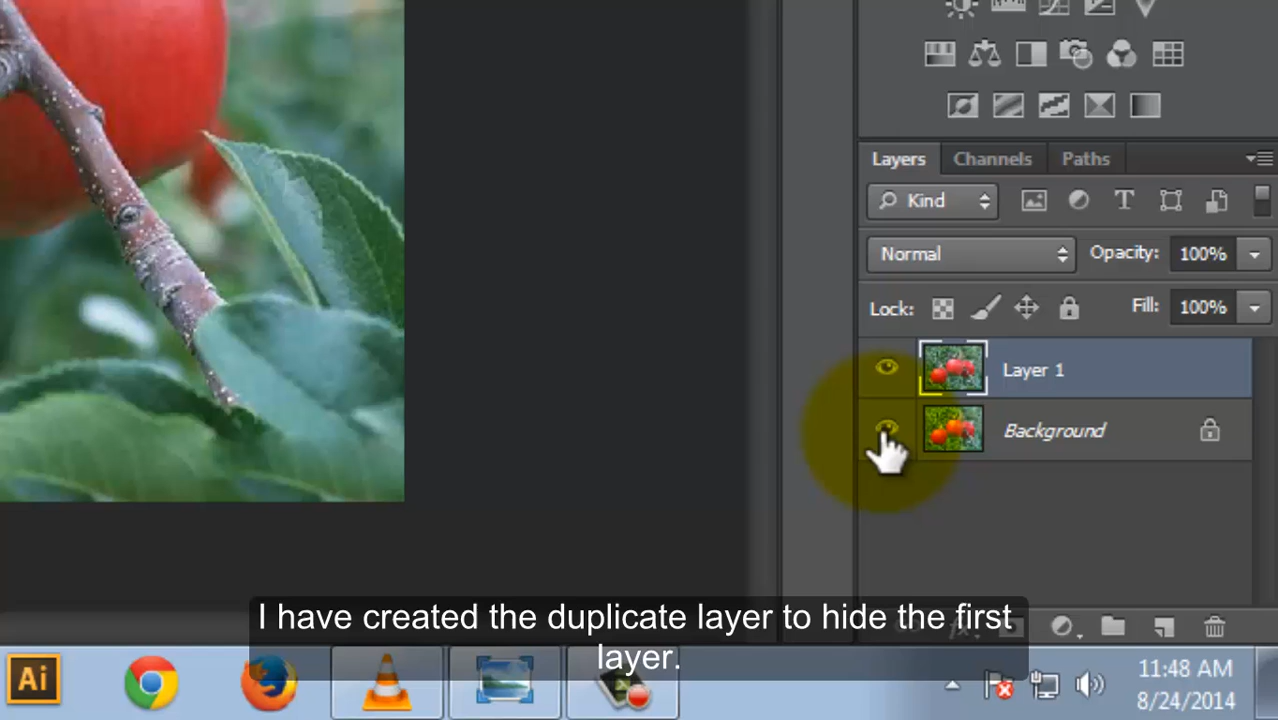 Layers Channels Paths
Kind T
Normal Opacity: 100%
Lock: Fill: 100%
Layer 1
Background
fx
I have created the duplicate layer to hide the first
layer.
Ai
11:48 AM
8/24/2014